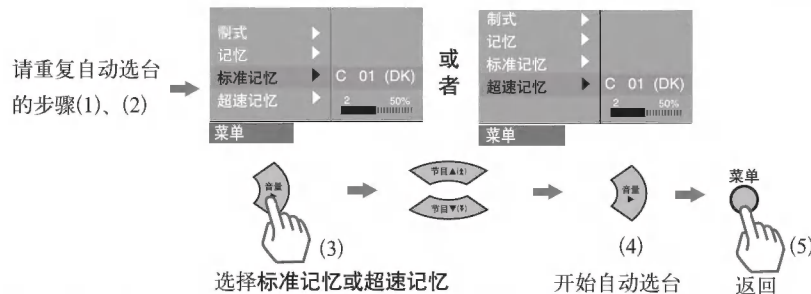 请重复自动选台
的步骤(1)、(2)
制式
记忆
标准记忆
超速记忆
C 01 (DK)
2 50%
菜单
或
者
制式
记忆
标准记忆
超速记忆
C 01 (DK)
2 50%
菜单
音量
节目▲(⇞)
节目▼(⇟)
音量
菜单
(3)
(4)
(5)
选择标准记忆或超速记忆
开始自动选台
返回